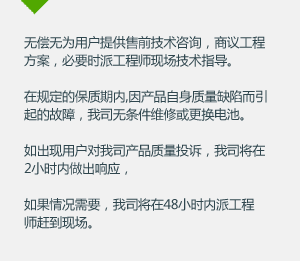 无偿无为用户提供售前技术咨询，商议工程
方案，必要时派工程师现场技术指导。
在规定的保质期内,因产品自身质量缺陷而引
起的故障，我司无条件维修或更换电池。
如出现用户对我司产品质量投诉，我司将在
2小时内做出响应，
如果情况需要，我司将在48小时内派工程
师赶到现场。